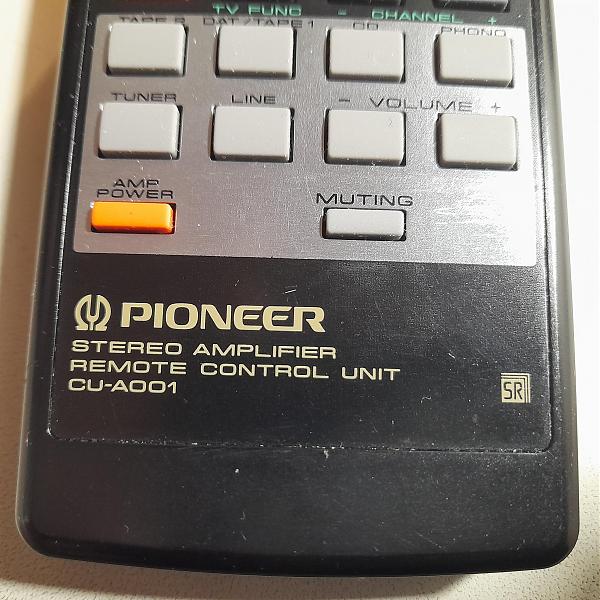 TV FUNC - CHANNEL +
TAPE 2 DAT/TAPE 1 CD PHONO
TUNER LINE - VOLUME +
AMP
POWER
MUTING
PIONEER
STEREO AMPLIFIER
REMOTE CONTROL UNIT
CU-A001
SR